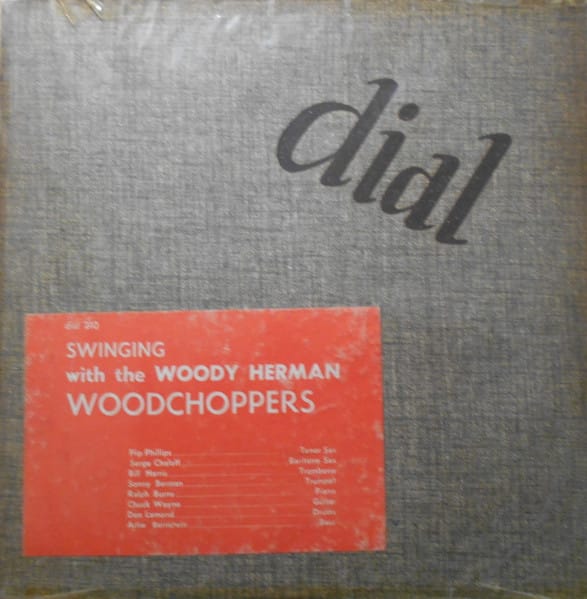 dial
dial 210
SWINGING
with the WOODY HERMAN
WOODCHOPPERS
Flip Phillips Tenor Sax
Serge Chaloff Baritone Sax
Bill Harris Trombone
Sonny Berman Trumpet
Ralph Burns Piano
Chuck Wayne Guitar
Don Lamond Drums
Artie Bernstein Bass